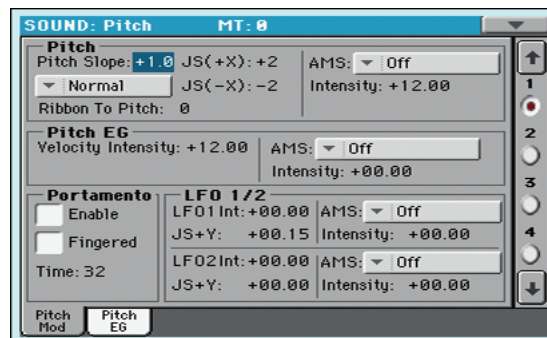 SOUND: Pitch MT: 0
Pitch
Pitch Slope: +1.0 JS(+X): +2 AMS: Off
Normal JS(-X): -2 Intensity: +12.00
Ribbon To Pitch: 0
Pitch EG
Velocity Intensity: +12.00 AMS: Off
Intensity: +00.00
Portamento
Enable
Fingered
Time: 32
LFO 1/2
LFO1 Int: +00.00 AMS: Off
JS+Y: +00.15 Intensity: +00.00
LFO2 Int: +00.00 AMS: Off
JS+Y: +00.00 Intensity: +00.00
1
2
3
4
Pitch Mod
Pitch EG